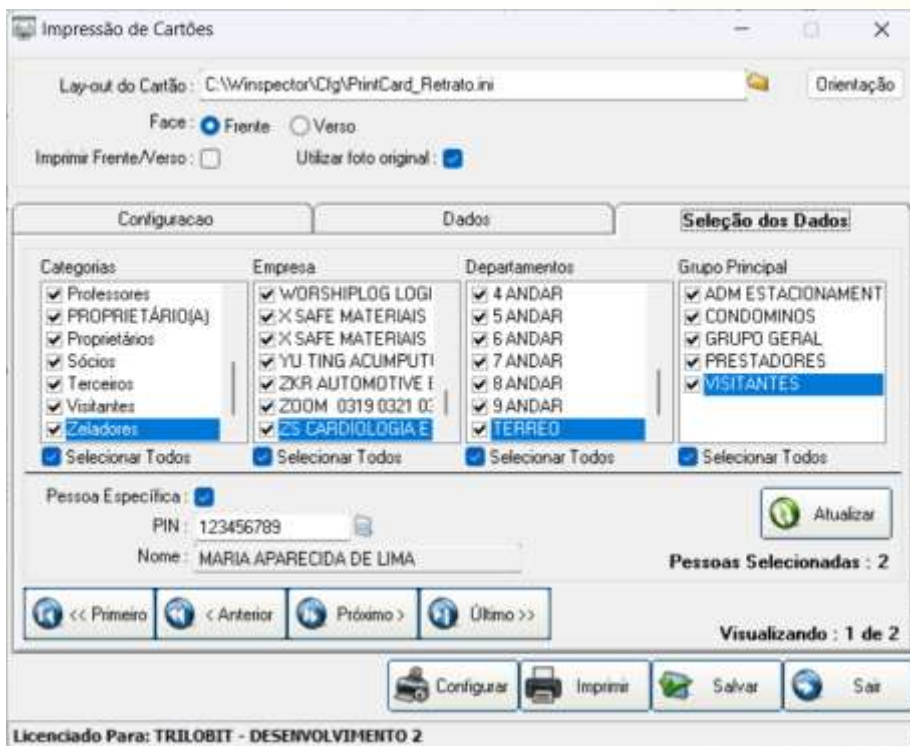 Impressão de Cartões
Lay-out do Cartão : C:\Winspector\Cfg\PrintCard_Retrato.ini Orientação
Face : Frente Verso
Imprimir Frente/Verso : Utilizar foto original :
Configuracao Dados Seleção dos Dados
Categorias Empresa Departamentos Grupo Principal
Professores WORSHIPLOG LOGI 4 ANDAR ADM ESTACIONAMENT
PROPRIETÁRIO(A) X SAFE MATERIAIS 5 ANDAR CONDOMINOS
Proprietários X SAFE MATERIAIS 6 ANDAR GRUPO GERAL
Sócios YU TING ACUMPUTU 7 ANDAR PRESTADORES
Terceiros ZKR AUTOMOTIVE E 8 ANDAR VISITANTES
Visitantes ZOOM 0319 0321 03 9 ANDAR
Zeladores ZS CARDIOLOGIA E TERREO
Selecionar Todos Selecionar Todos Selecionar Todos Selecionar Todos
Pessoa Específica :
PIN : 123456789 Atualizar
Nome : MARIA APARECIDA DE LIMA Pessoas Selecionadas : 2
<< Primeiro < Anterior Próximo > Último >>
Visualizando : 1 de 2
Configurar Imprimir Salvar Sair
Licenciado Para: TRILOBIT - DESENVOLVIMENTO 2